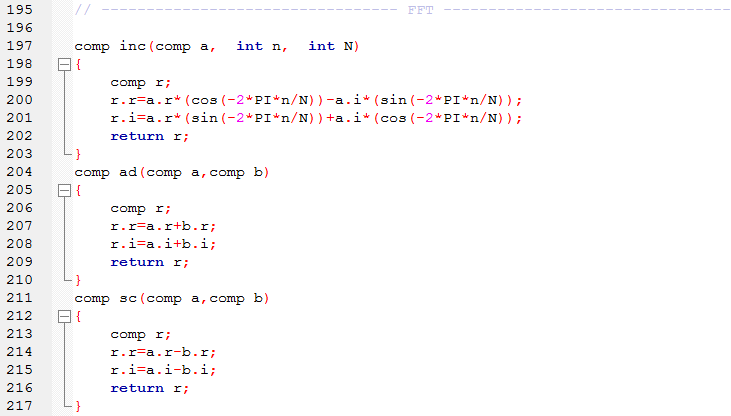 195 // --------------------------------- FFT --------------------------------
196
197 comp inc(comp a,  int n,  int N)
198 {
199     comp r;
200     r.r=a.r*(cos(-2*PI*n/N))-a.i*(sin(-2*PI*n/N));
201     r.i=a.r*(sin(-2*PI*n/N))+a.i*(cos(-2*PI*n/N));
202     return r;
203 }
204 comp ad(comp a,comp b)
205 {
206     comp r;
207     r.r=a.r+b.r;
208     r.i=a.i+b.i;
209     return r;
210 }
211 comp sc(comp a,comp b)
212 {
213     comp r;
214     r.r=a.r-b.r;
215     r.i=a.i-b.i;
216     return r;
217 }